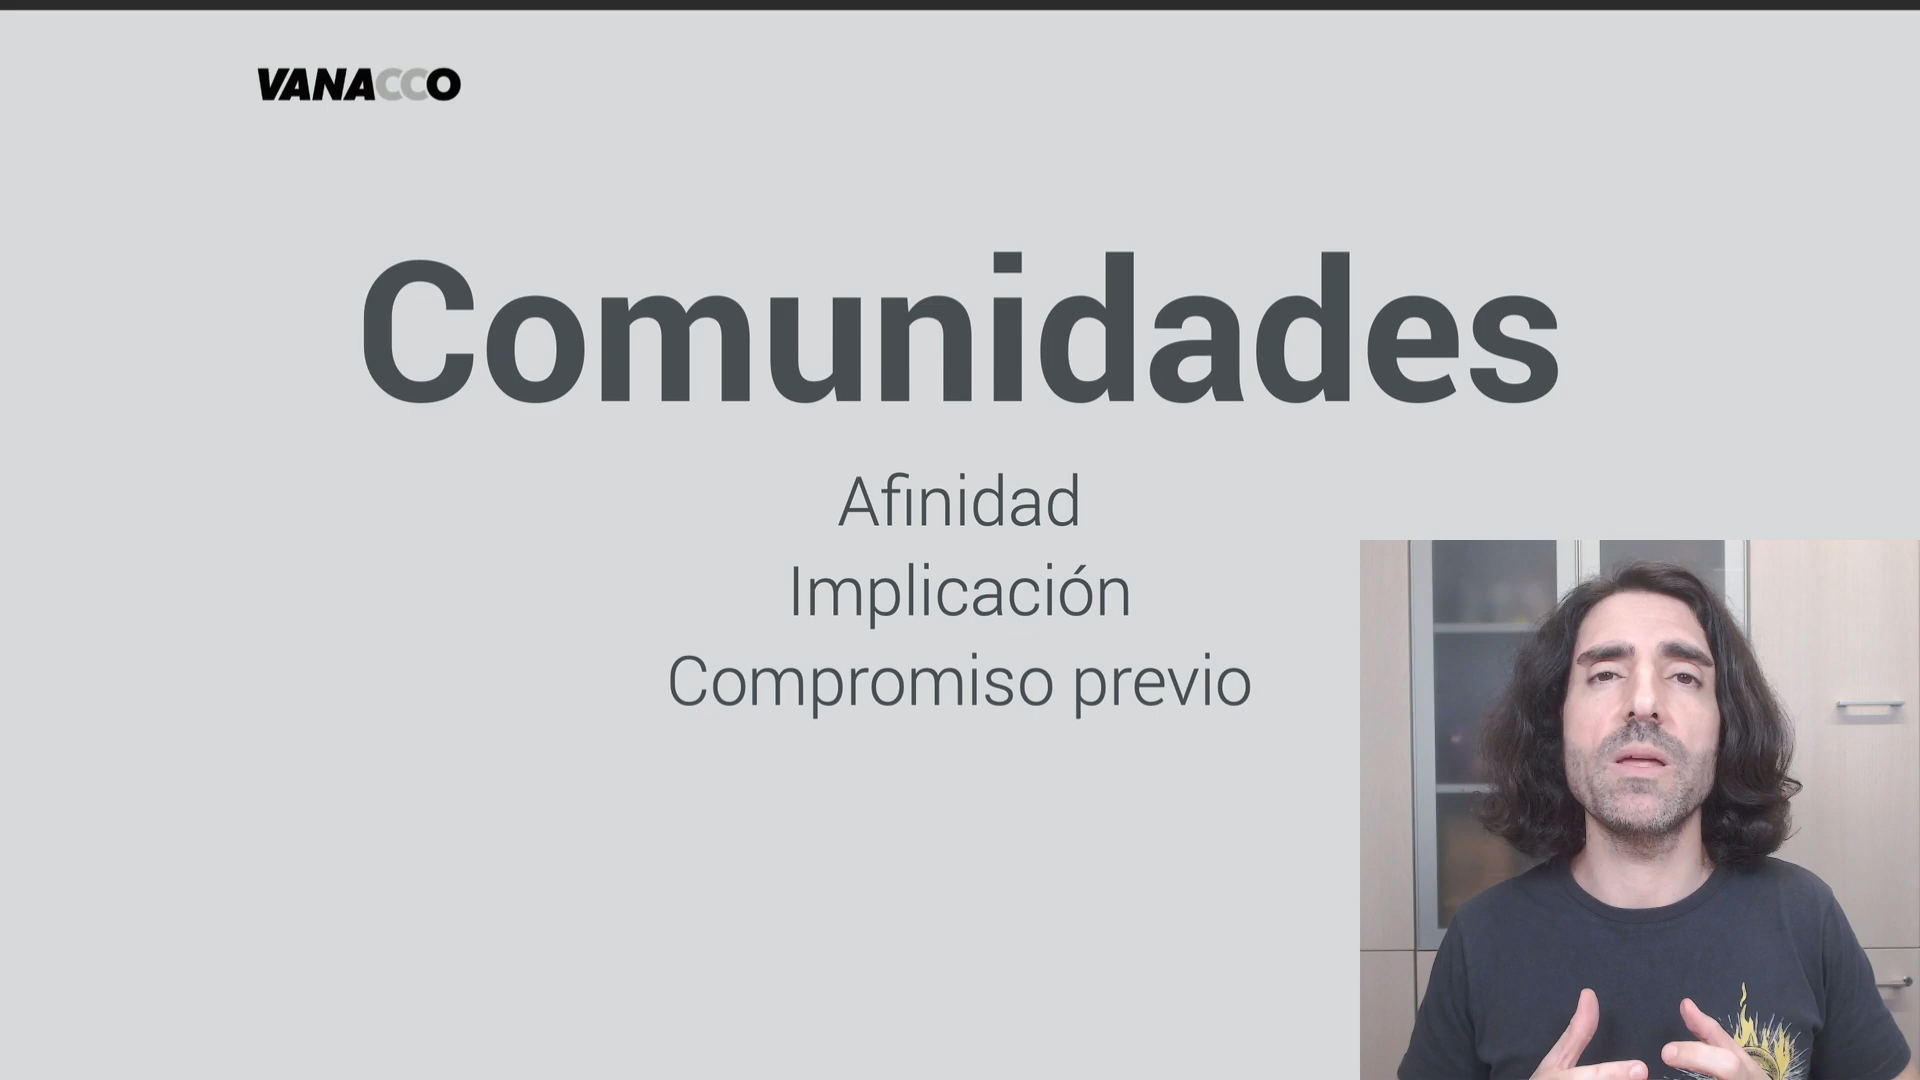 VANACCO
Comunidades
Afinidad
Implicación
Compromiso previo